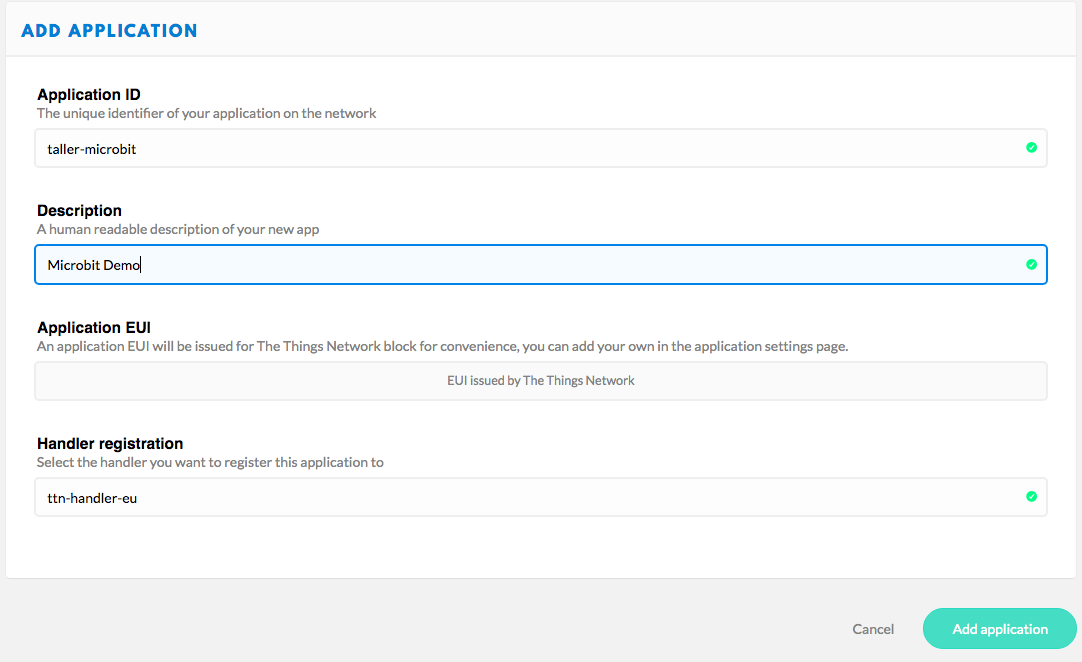 ADD APPLICATION
Application ID
The unique identifier of your application on the network
taller-microbit
Description
A human readable description of your new app
Microbit Demo
Application EUI
An application EUI will be issued for The Things Network block for convenience, you can add your own in the application settings page.
EUI issued by The Things Network
Handler registration
Select the handler you want to register this application to
ttn-handler-eu
Cancel
Add application